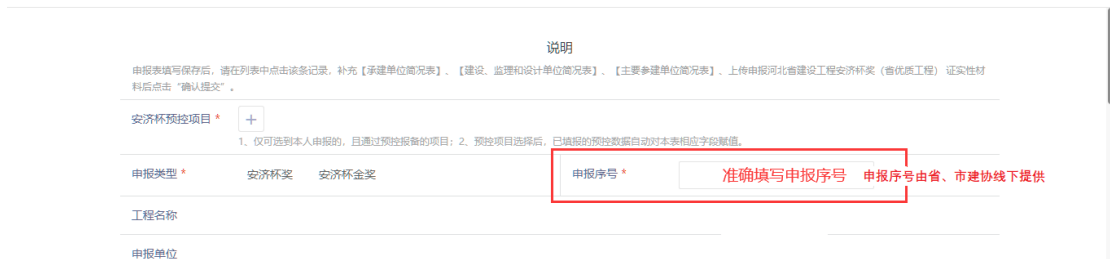 说明
申报表填写保存后，请在列表中点击该条记录，补充【承建单位简况表】、【建设、监理和设计单位简况表】、【主要参建单位简况表】、上传申报河北省建设工程安济杯奖（省优质工程） 证实性材
料后点击“确认提交”。
安济杯预控项目 * +
1、仅可选到本人申报的，且通过预控报备的项目；2、预控项目选择后，已填报的预控数据自动对本表相应字段赋值。
申报类型 * 安济杯奖 安济杯金奖 申报序号 * 准确填写申报序号 申报序号由省、市建协线下提供
工程名称
申报单位